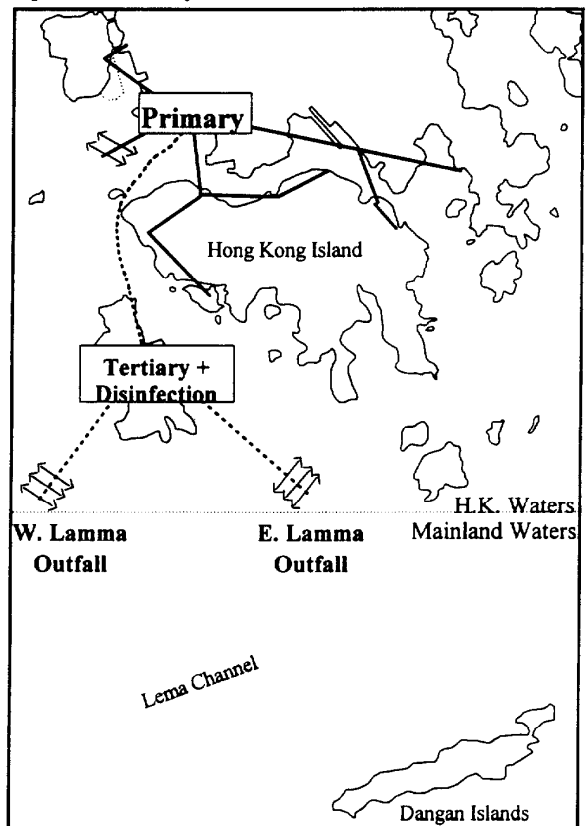 Primary
Hong Kong Island
Tertiary +
Disinfection
H.K. Waters
Mainland Waters
W. Lamma
Outfall
E. Lamma
Outfall
Lema Channel
Dangan Islands